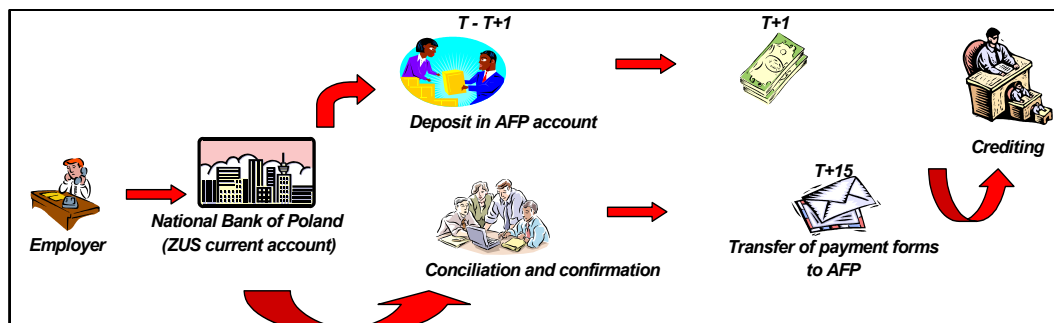 T - T+1
T+1
Deposit in AFP account
Crediting
National Bank of Poland
(ZUS current account)
Employer
T+15
Conciliation and confirmation
Transfer of payment forms
to AFP